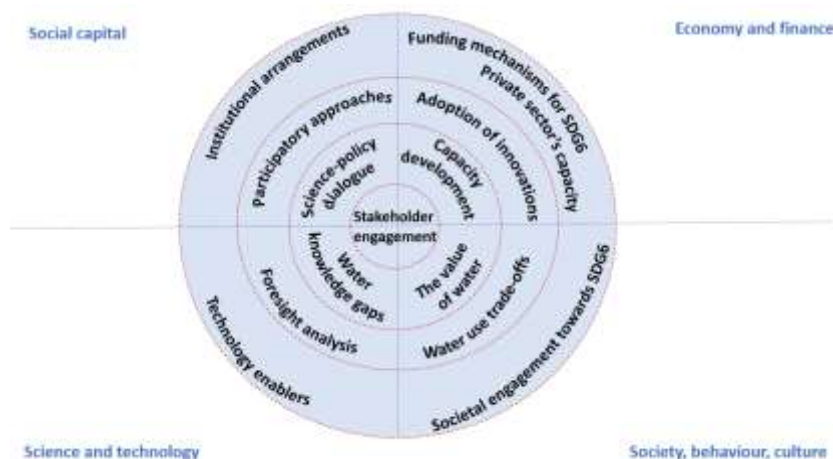 Social capital
Economy and finance
Institutional arrangements
Funding mechanisms for SDG6
Private sector's capacity
Participatory approaches
Adoption of innovations
Science-policy
dialogue
Capacity
development
Stakeholder
engagement
Water
knowledge gaps
The value
of water
Foresight analysis
Water use trade-offs
Technology enablers
Societal engagement towards SDG6
Science and technology
Society, behaviour, culture